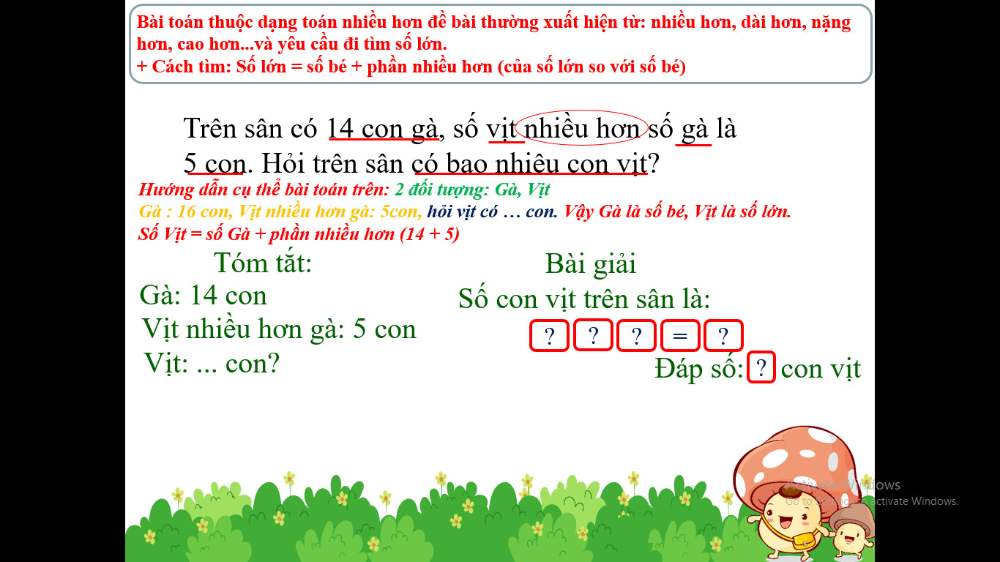 Bài toán thuộc dạng toán nhiều hơn đề bài thường xuất hiện từ: nhiều hơn, dài hơn, nặng
hơn, cao hơn...và yêu cầu đi tìm số lớn.
+ Cách tìm: Số lớn = số bé + phần nhiều hơn (của số lớn so với số bé)
Trên sân có 14 con gà, số vịt nhiều hơn số gà là
5 con. Hỏi trên sân có bao nhiêu con vịt?
Hướng dẫn cụ thể bài toán trên: 2 đối tượng: Gà, Vịt
Gà : 16 con, Vịt nhiều hơn gà: 5con, hỏi vịt có … con. Vậy Gà là số bé, Vịt là số lớn.
Số Vịt = số Gà + phần nhiều hơn (14 + 5)
Tóm tắt:
Gà: 14 con
Vịt nhiều hơn gà: 5 con
Vịt: ... con?
Bài giải
Số con vịt trên sân là:
? ? ? = ?
Đáp số: ? con vịt
Activate Windows
Go to Settings to activate Windows.